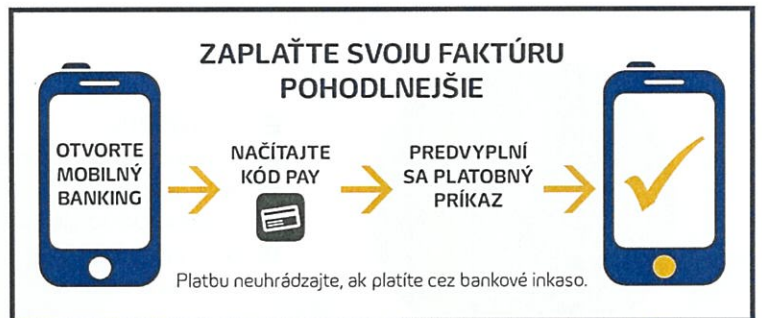 ZAPLAŤTE SVOJU FAKTÚRU
POHODLNEJŠIE
OTVORTE
MOBILNÝ
BANKING
NAČÍTAJTE
KÓD PAY
PREDVYPLNÍ
SA PLATOBNÝ
PRÍKAZ
Platbu neuhrádzajte, ak platíte cez bankové inkaso.